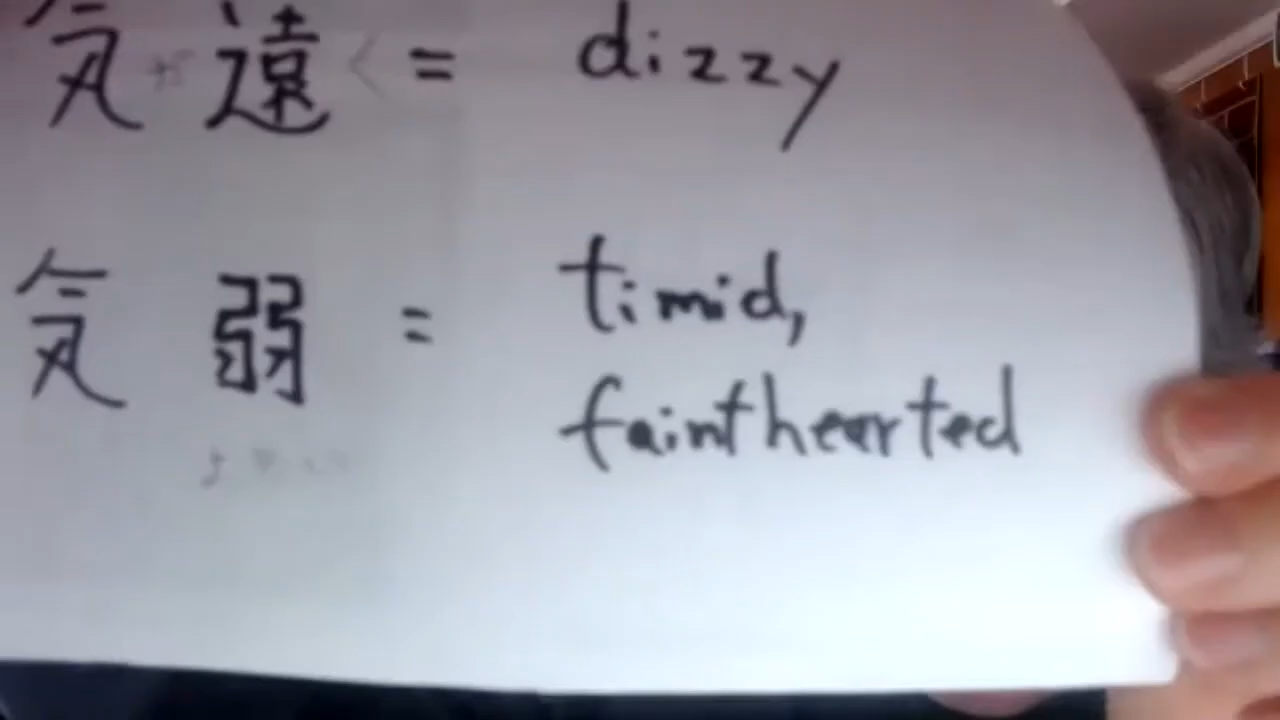 気 遠 = dizzy
気 弱 = timid,
fainthearted